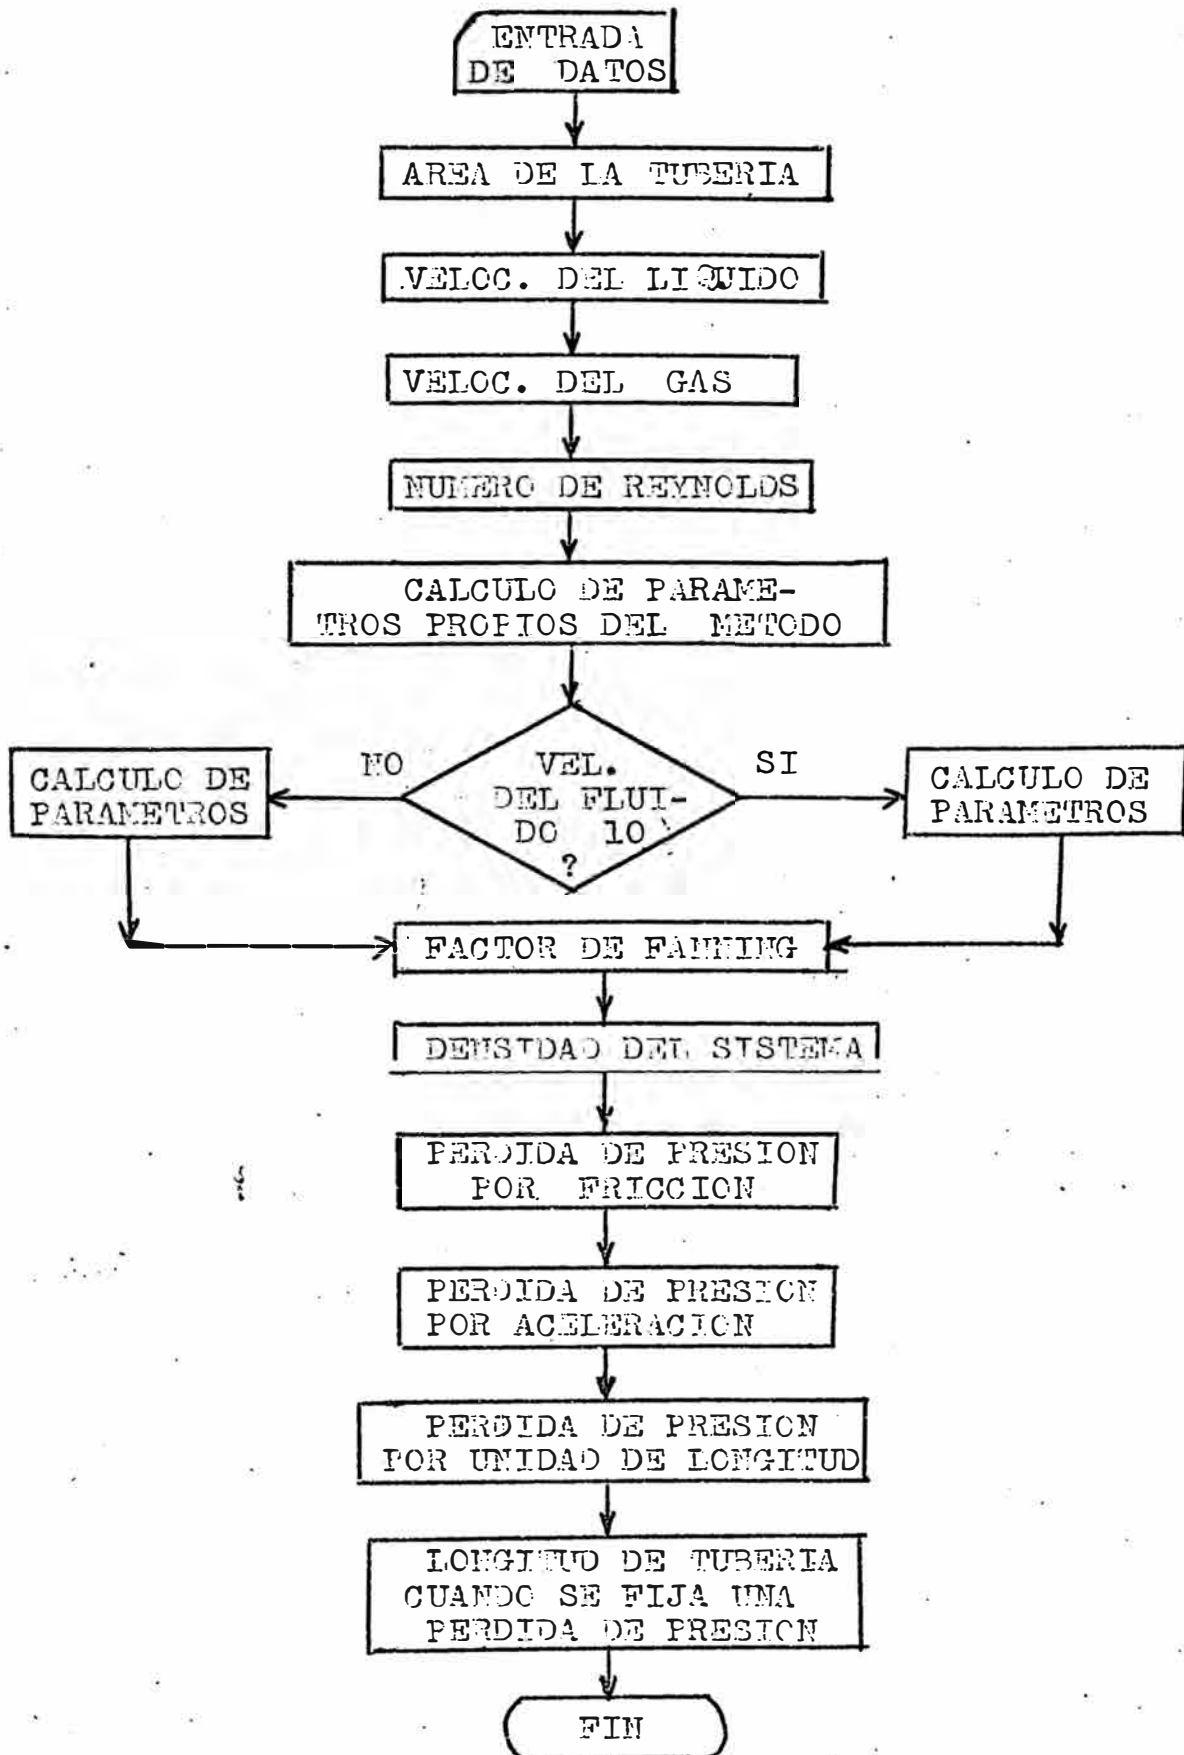 ENTRADA
DE DATOS
AREA DE LA TUBERIA
VELOC. DEL LIQUIDO
VELOC. DEL GAS
NUMERO DE REYNOLDS
CALCULO DE PARAME-
TROS PROPIOS DEL METODO
NO
VEL.
DEL FLUI-
DO 10
?
SI
CALCULO DE
PARAMETROS
CALCULO DE
PARAMETROS
FACTOR DE FANNING
DENSIDAD DEL SISTEMA
PERDIDA DE PRESION
POR FRICCION
PERDIDA DE PRESION
POR ACELERACION
PERDIDA DE PRESION
POR UNIDAD DE LONGITUD
LONGITUD DE TUBERIA
CUANDO SE FIJA UNA
PERDIDA DE PRESION
FIN